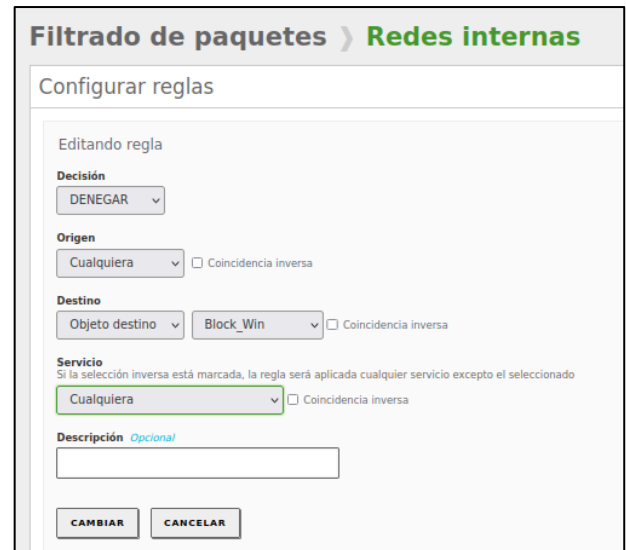 Filtrado de paquetes ❯ Redes internas
Configurar reglas
Editando regla
Decisión
DENEGAR
Origen
Cualquiera Coincidencia inversa
Destino
Objeto destino Block_Win Coincidencia inversa
Servicio
Si la selección inversa está marcada, la regla será aplicada cualquier servicio excepto el seleccionado
Cualquiera Coincidencia inversa
Descripción Opcional
CAMBIAR CANCELAR